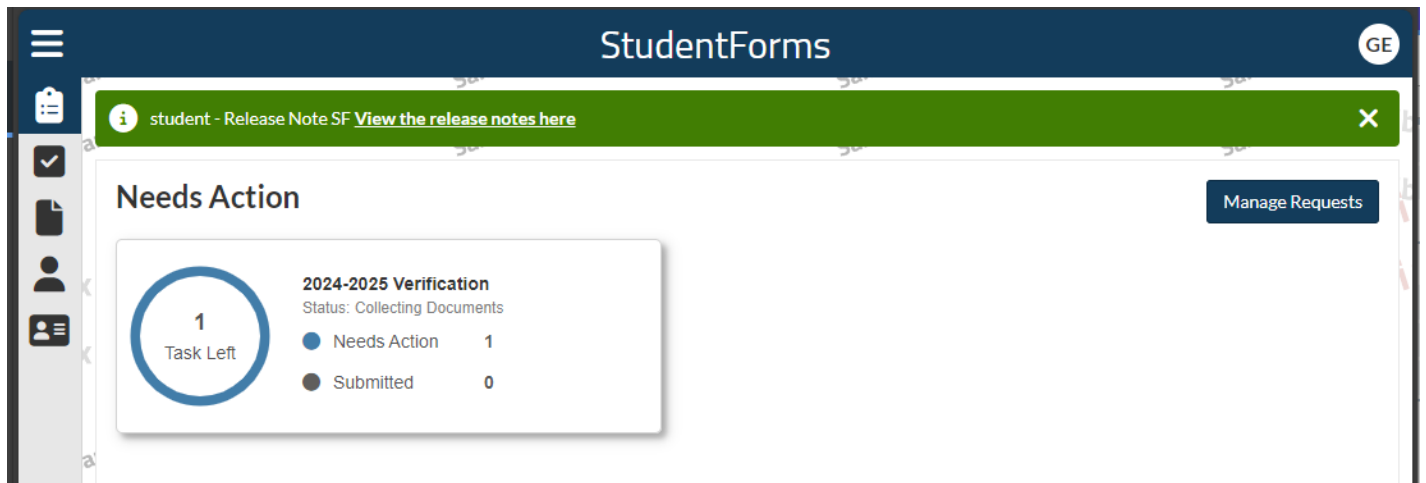 StudentForms
GE
student - Release Note SF View the release notes here
Needs Action
Manage Requests
1
Task Left
2024-2025 Verification
Status: Collecting Documents
Needs Action 1
Submitted 0